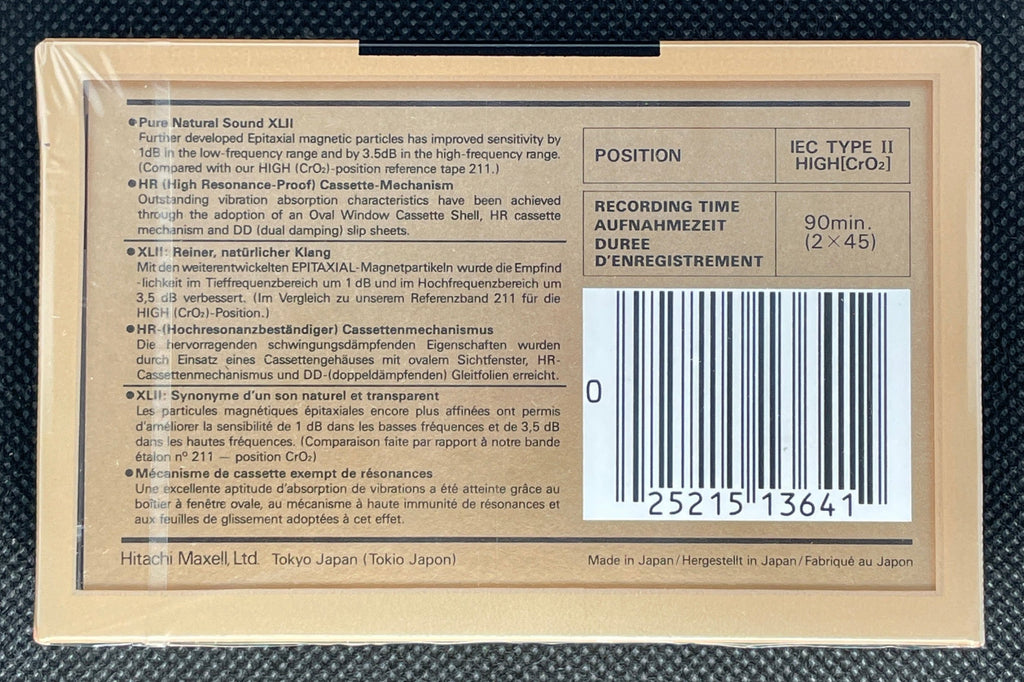 ●Pure Natural Sound XLII
Further developed Epitaxial magnetic particles has improved sensitivity by
1dB in the low-frequency range and by 3.5dB in the high-frequency range.
(Compared with our HIGH (CrO₂)-position reference tape 211.)
●HR (High Resonance-Proof) Cassette-Mechanism
Outstanding vibration absorption characteristics have been achieved
through the adoption of an Oval Window Cassette Shell, HR cassette
mechanism and DD (dual damping) slip sheets.
●XLII: Reiner, natürlicher Klang
Mit den weiterentwickelten EPITAXIAL-Magnetpartikeln wurde die Empfind
-lichkeit im Tieffrequenzbereich um 1 dB und im Hochfrequenzbereich um
3,5 dB verbessert. (Im Vergleich zu unserem Referenzband 211 für die
HIGH (CrO₂)-Position.)
●HR-(Hochresonanzbeständiger) Cassettenmechanismus
Die hervorragenden schwingungsdämpfenden Eigenschaften wurden
durch Einsatz eines Cassettengehäuses mit ovalem Sichtfenster, HR-
Cassettenmechanismus und DD-(doppeldämpfenden) Gleitfolien erreicht.
●XLII: Synonyme d'un son naturel et transparent
Les particules magnétiques épitaxiales encore plus affinées ont permis
d'améliorer la sensibilité de 1 dB dans les basses fréquences et de 3,5 dB
dans les hautes fréquences. (Comparaison faite par rapport à notre bande
étalon nº 211 — position CrO₂)
●Mécanisme de cassette exempt de résonances
Une excellente aptitude d'absorption de vibrations a été atteinte grâce au
boîtier à fenêtre ovale, au mécanisme à haute immunité de résonances et
aux feuilles de glissement adoptées à cet effet.
POSITION
IEC TYPE II
HIGH[CrO₂]
RECORDING TIME
AUFNAHMEZEIT
DUREE
D'ENREGISTREMENT
90min.
(2×45)
0
25215 13641
Hitachi Maxell, Ltd. Tokyo Japan (Tokio Japon)
Made in Japan/Hergestellt in Japan/Fabriqué au Japon